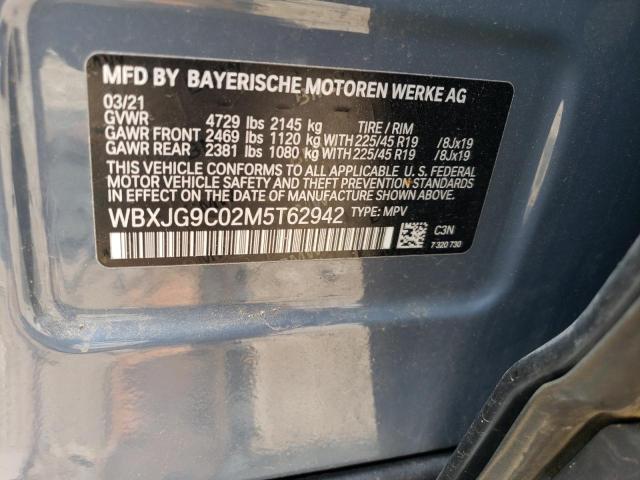 MFD BY BAYERISCHE MOTOREN WERKE AG
03/21
GVWR 4729 lbs 2145 kg TIRE / RIM
GAWR FRONT 2469 lbs 1120 kg WITH 225/45 R19 /8Jx19
GAWR REAR 2381 lbs 1080 kg WITH 225/45 R19 /8Jx19
THIS VEHICLE CONFORMS TO ALL APPLICABLE U. S. FEDERAL
MOTOR VEHICLE SAFETY AND THEFT PREVENTION STANDARDS
IN EFFECT ON THE DATE OF MANUFACTURE SHOWN ABOVE.
WBXJG9C02M5T62942 TYPE: MPV
C3N
7 320 730